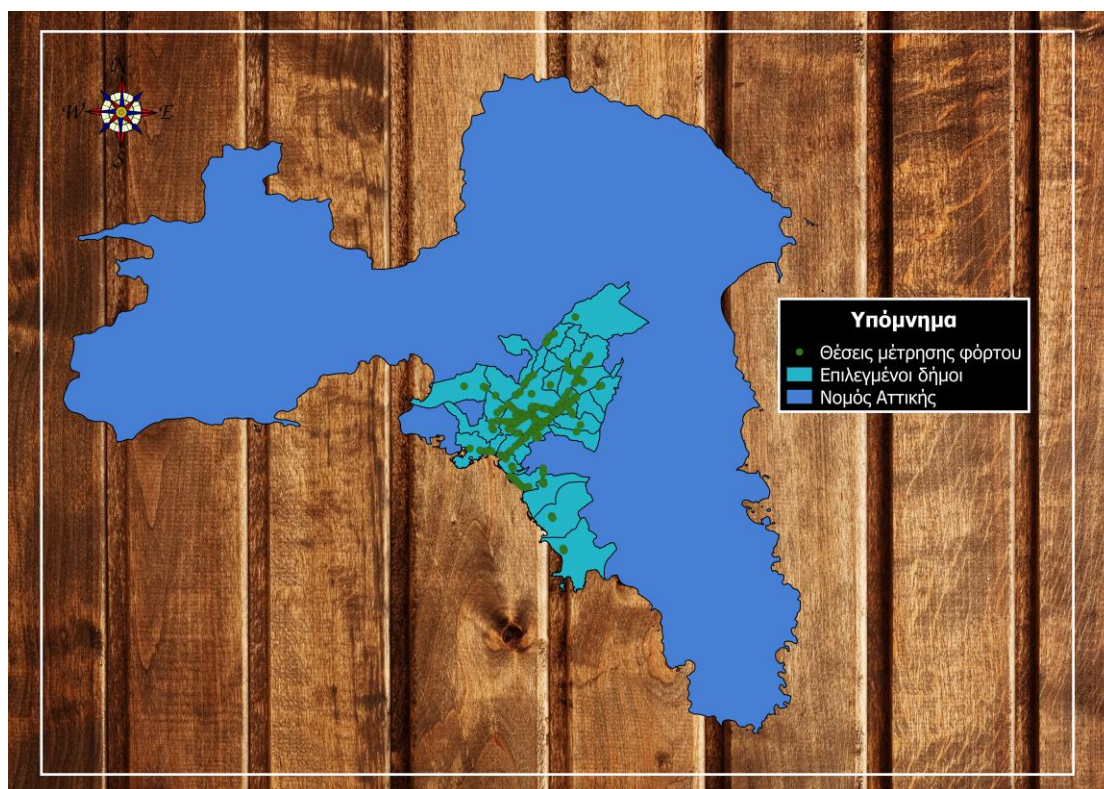 N
W E
S
Υπόμνημα
Θέσεις μέτρησης φόρτου
Επιλεγμένοι δήμοι
Νομός Αττικής